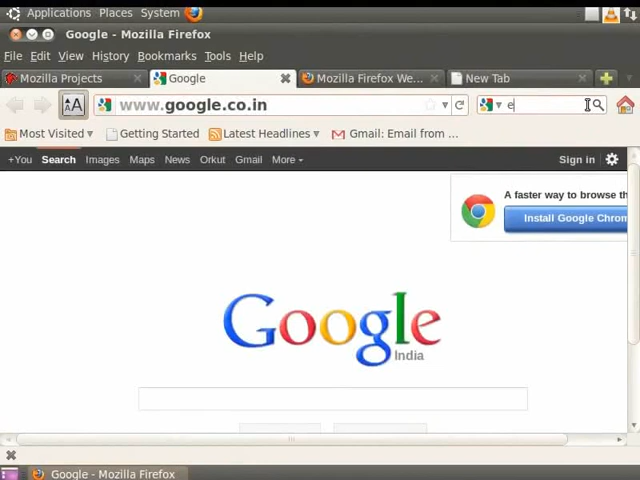 Applications Places System
Google - Mozilla Firefox
File Edit View History Bookmarks Tools Help
Mozilla Projects Google Mozilla Firefox We... New Tab
AA www.google.co.in e
Most Visited Getting Started Latest Headlines Gmail: Email from ...
+You Search Images Maps News Orkut Gmail More Sign in
A faster way to browse th
Install Google Chrom
Google
India
Google - Mozilla Firefox